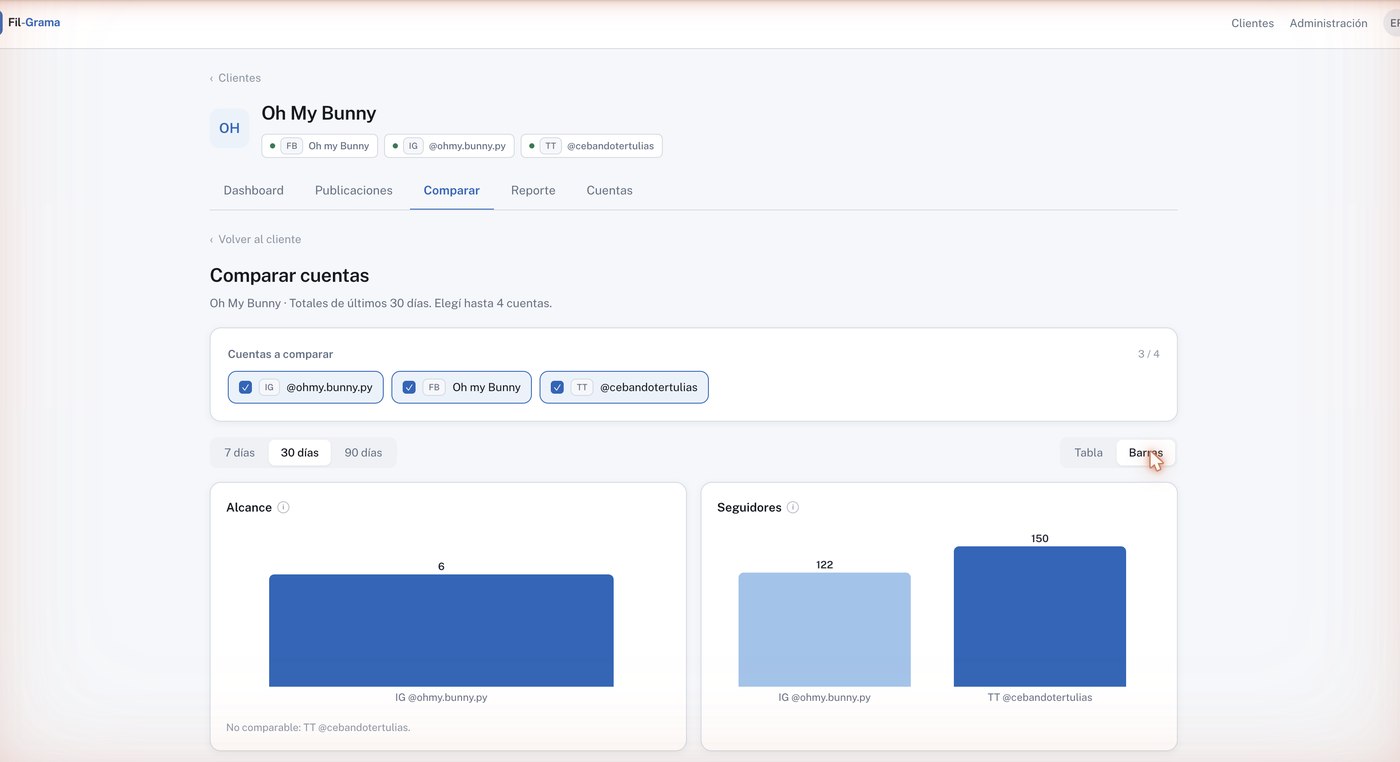 Fil-Grama
Clientes Administración
‹ Clientes
OH
Oh My Bunny
FB Oh my Bunny IG @ohmy.bunny.py TT @cebandotertulias
Dashboard Publicaciones Comparar Reporte Cuentas
‹ Volver al cliente
Comparar cuentas
Oh My Bunny · Totales de últimos 30 días. Elegí hasta 4 cuentas.
Cuentas a comparar 3 / 4
IG @ohmy.bunny.py FB Oh my Bunny TT @cebandotertulias
7 días 30 días 90 días Tabla Barras
Alcance
6
IG @ohmy.bunny.py
No comparable: TT @cebandotertulias.
Seguidores
122 150
IG @ohmy.bunny.py TT @cebandotertulias